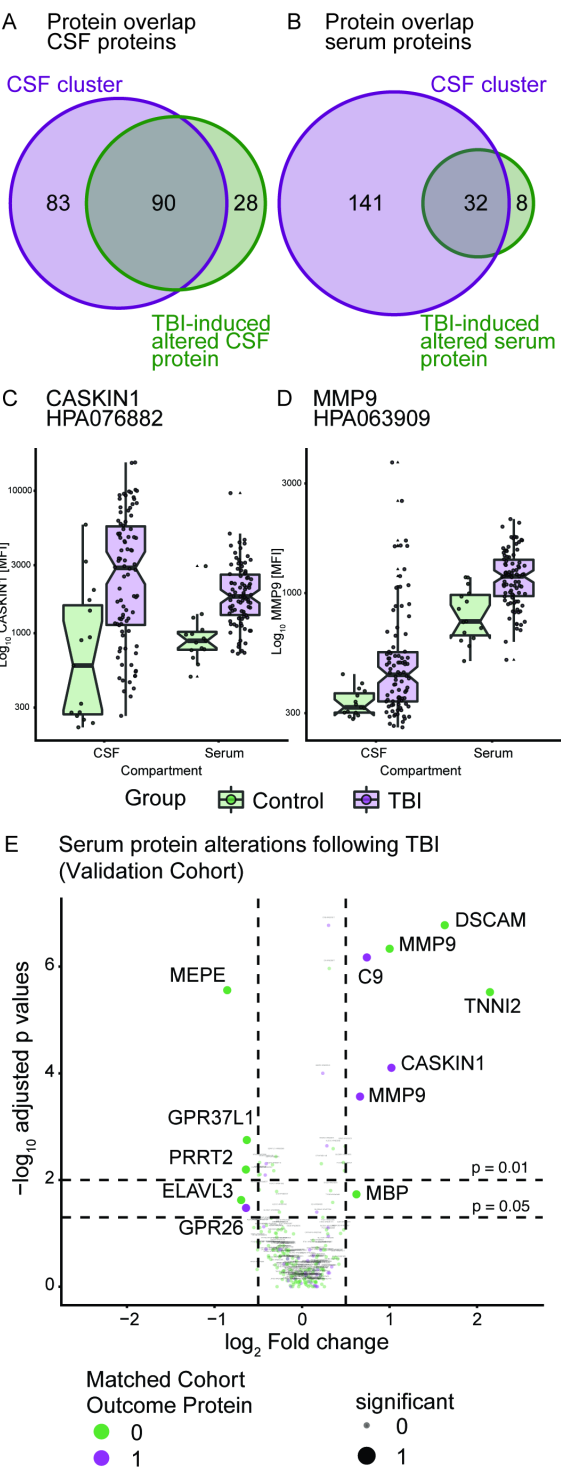 A
Protein overlap
CSF proteins
B
Protein overlap
serum proteins
CSF cluster
CSF cluster
83
90
28
141
32
8
TBI-induced
altered CSF
protein
TBI-induced
altered serum
protein
C
CASKIN1
HPA076882
D
MMP9
HPA063909
Log10 CASKIN1 [MFI]
10000
3000
1000
300
CSF
Serum
Compartment
Log10 MMP9 [MFI]
3000
1000
300
CSF
Serum
Compartment
Group
Control
TBI
E
Serum protein alterations following TBI
(Validation Cohort)
−log10 adjusted p values
6
4
2
0
DSCAM
MMP9
C9
MEPE
TNNI2
CASKIN1
MMP9
GPR37L1
PRRT2
p = 0.01
ELAVL3
MBP
p = 0.05
GPR26
−2
−1
0
1
2
log2 Fold change
Matched Cohort
Outcome Protein
0
1
significant
0
1